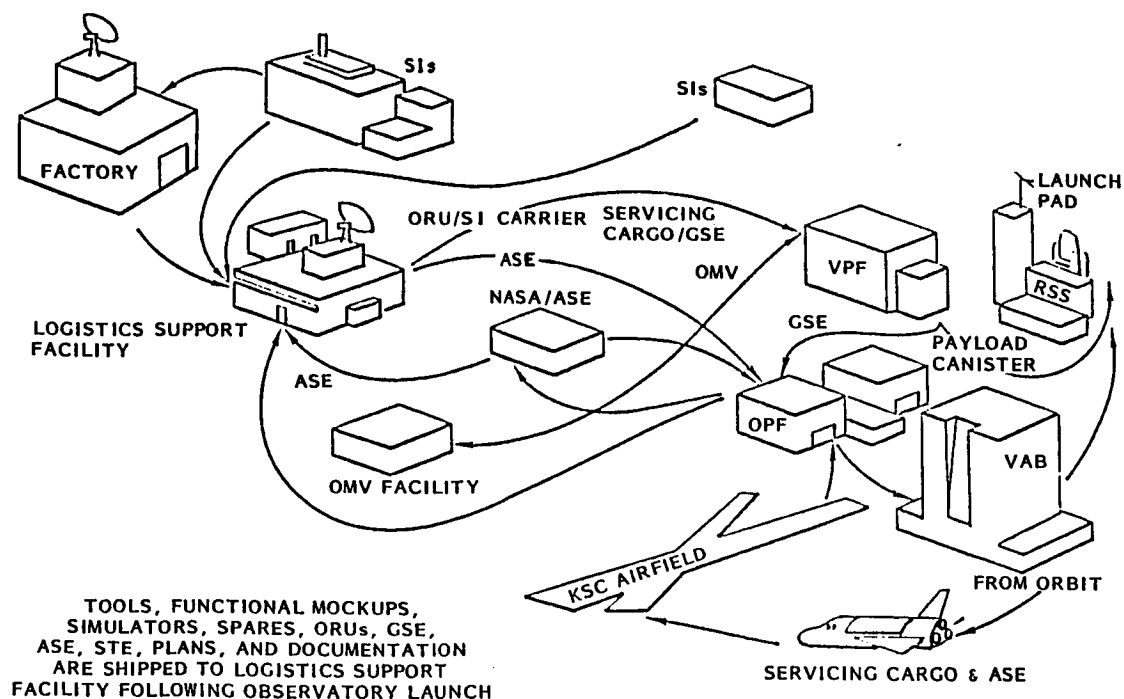 SIs
SIs
FACTORY
LAUNCH
PAD
ORU/SI CARRIER
SERVICING
CARGO/GSE
VPF
RSS
ASE
OMV
NASA/ASE
LOGISTICS SUPPORT
FACILITY
GSE
PAYLOAD
CANISTER
ASE
OPF
VAB
OMV FACILITY
KSC AIRFIELD
FROM ORBIT
TOOLS, FUNCTIONAL MOCKUPS,
SIMULATORS, SPARES, ORUs, GSE,
ASE, STE, PLANS, AND DOCUMENTATION
ARE SHIPPED TO LOGISTICS SUPPORT
FACILITY FOLLOWING OBSERVATORY LAUNCH
SERVICING CARGO & ASE